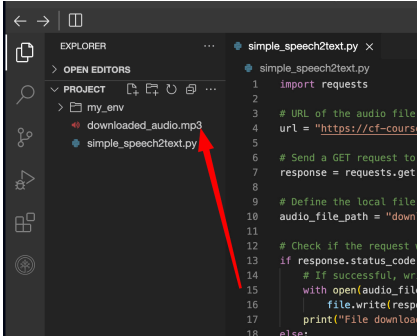 EXPLORER
simple_speech2text.py
OPEN EDITORS
simple_speech2text.py
PROJECT
my_env
downloaded_audio.mp3
simple_speech2text.py
1 import requests
2
3 # URL of the audio file
4 url = "https://cf-cours
5
6 # Send a GET request to
7 response = requests.get
8
9 # Define the local file
10 audio_file_path = "down
11
12 # Check if the request
13 if response.status_code
14 # If successful, wr
15 with open(audio_fil
16 file.write(resp
17 print("File downloa
18 else: